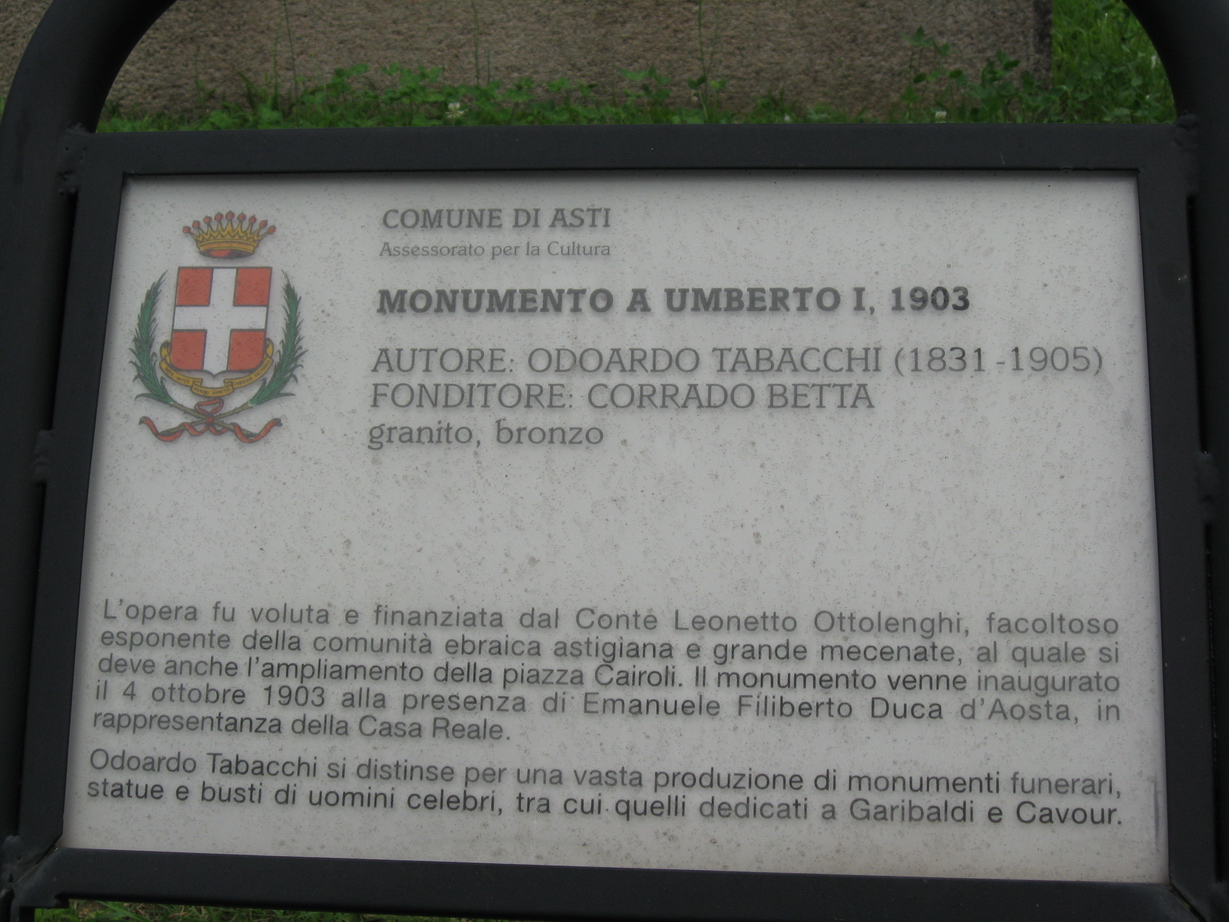 COMUNE DI ASTI
Assessorato per la Cultura
MONUMENTO A UMBERTO I, 1903
AUTORE: ODOARDO TABACCHI (1831-1905)
FONDITORE: CORRADO BETTA
granito, bronzo
L'opera fu voluta e finanziata dal Conte Leonetto Ottolenghi, facoltoso
esponente della comunità ebraica astigiana e grande mecenate, al quale si
deve anche l'ampliamento della piazza Cairoli. Il monumento venne inaugurato
il 4 ottobre 1903 alla presenza di Emanuele Filiberto Duca d'Aosta, in
rappresentanza della Casa Reale.
Odoardo Tabacchi si distinse per una vasta produzione di monumenti funerari,
statue e busti di uomini celebri, tra cui quelli dedicati a Garibaldi e Cavour.